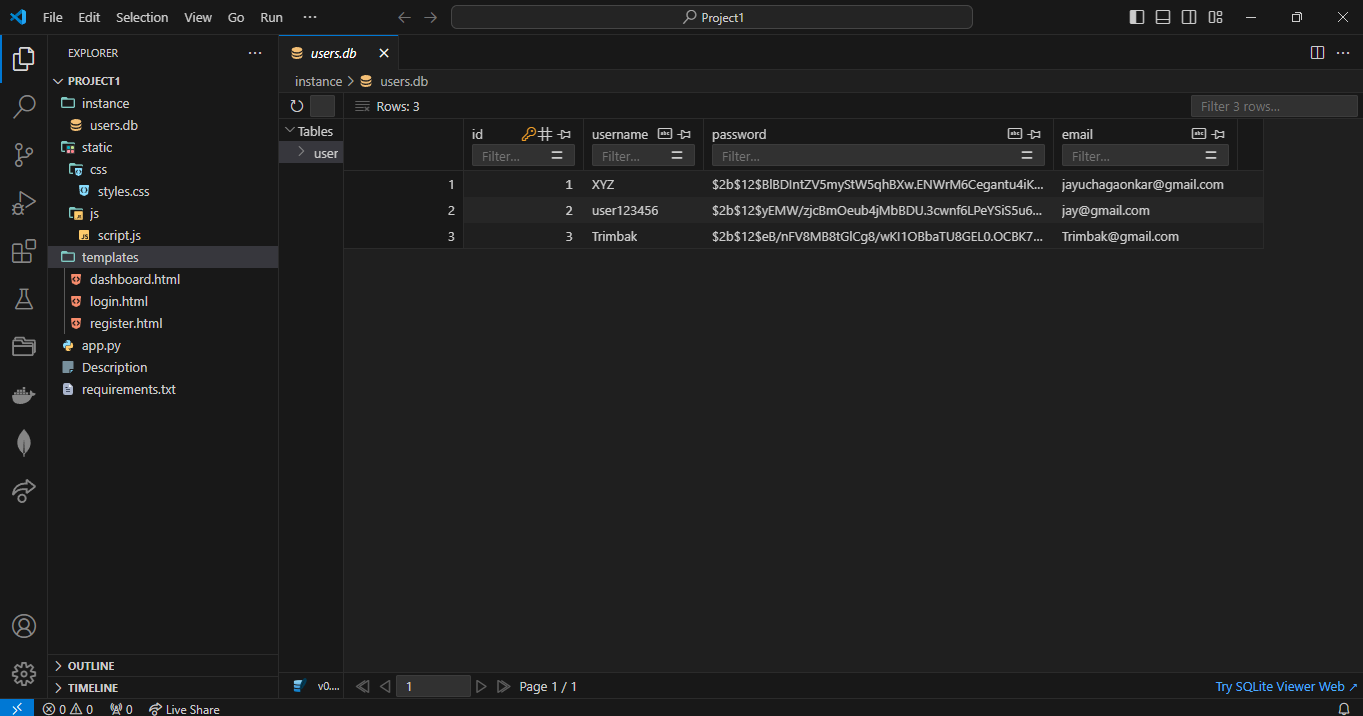 File Edit Selection View Go Run ··· Project1
EXPLORER ···
PROJECT1
instance
users.db
static
css
styles.css
js
script.js
templates
dashboard.html
login.html
register.html
app.py
Description
requirements.txt
OUTLINE
TIMELINE
users.db
instance > users.db
Rows: 3 Filter 3 rows...
Tables
user
id username password email
Filter... Filter... Filter... Filter...
1 1 XYZ $2b$12$BlBDIntZV5myStW5qhBXw.ENWrM6Cegantu4iK... jayuchagaonkar@gmail.com
2 2 user123456 $2b$12$yEMW/zjcBmOeub4jMbBDU.3cwnf6LPeYSiS5u6... jay@gmail.com
3 3 Trimbak $2b$12$eB/nFV8MB8tGlCg8/wKI1OBbaTU8GEL0.OCBK7... Trimbak@gmail.com
v0.... 1 Page 1 / 1 Try SQLite Viewer Web ↗
0 0 0 Live Share